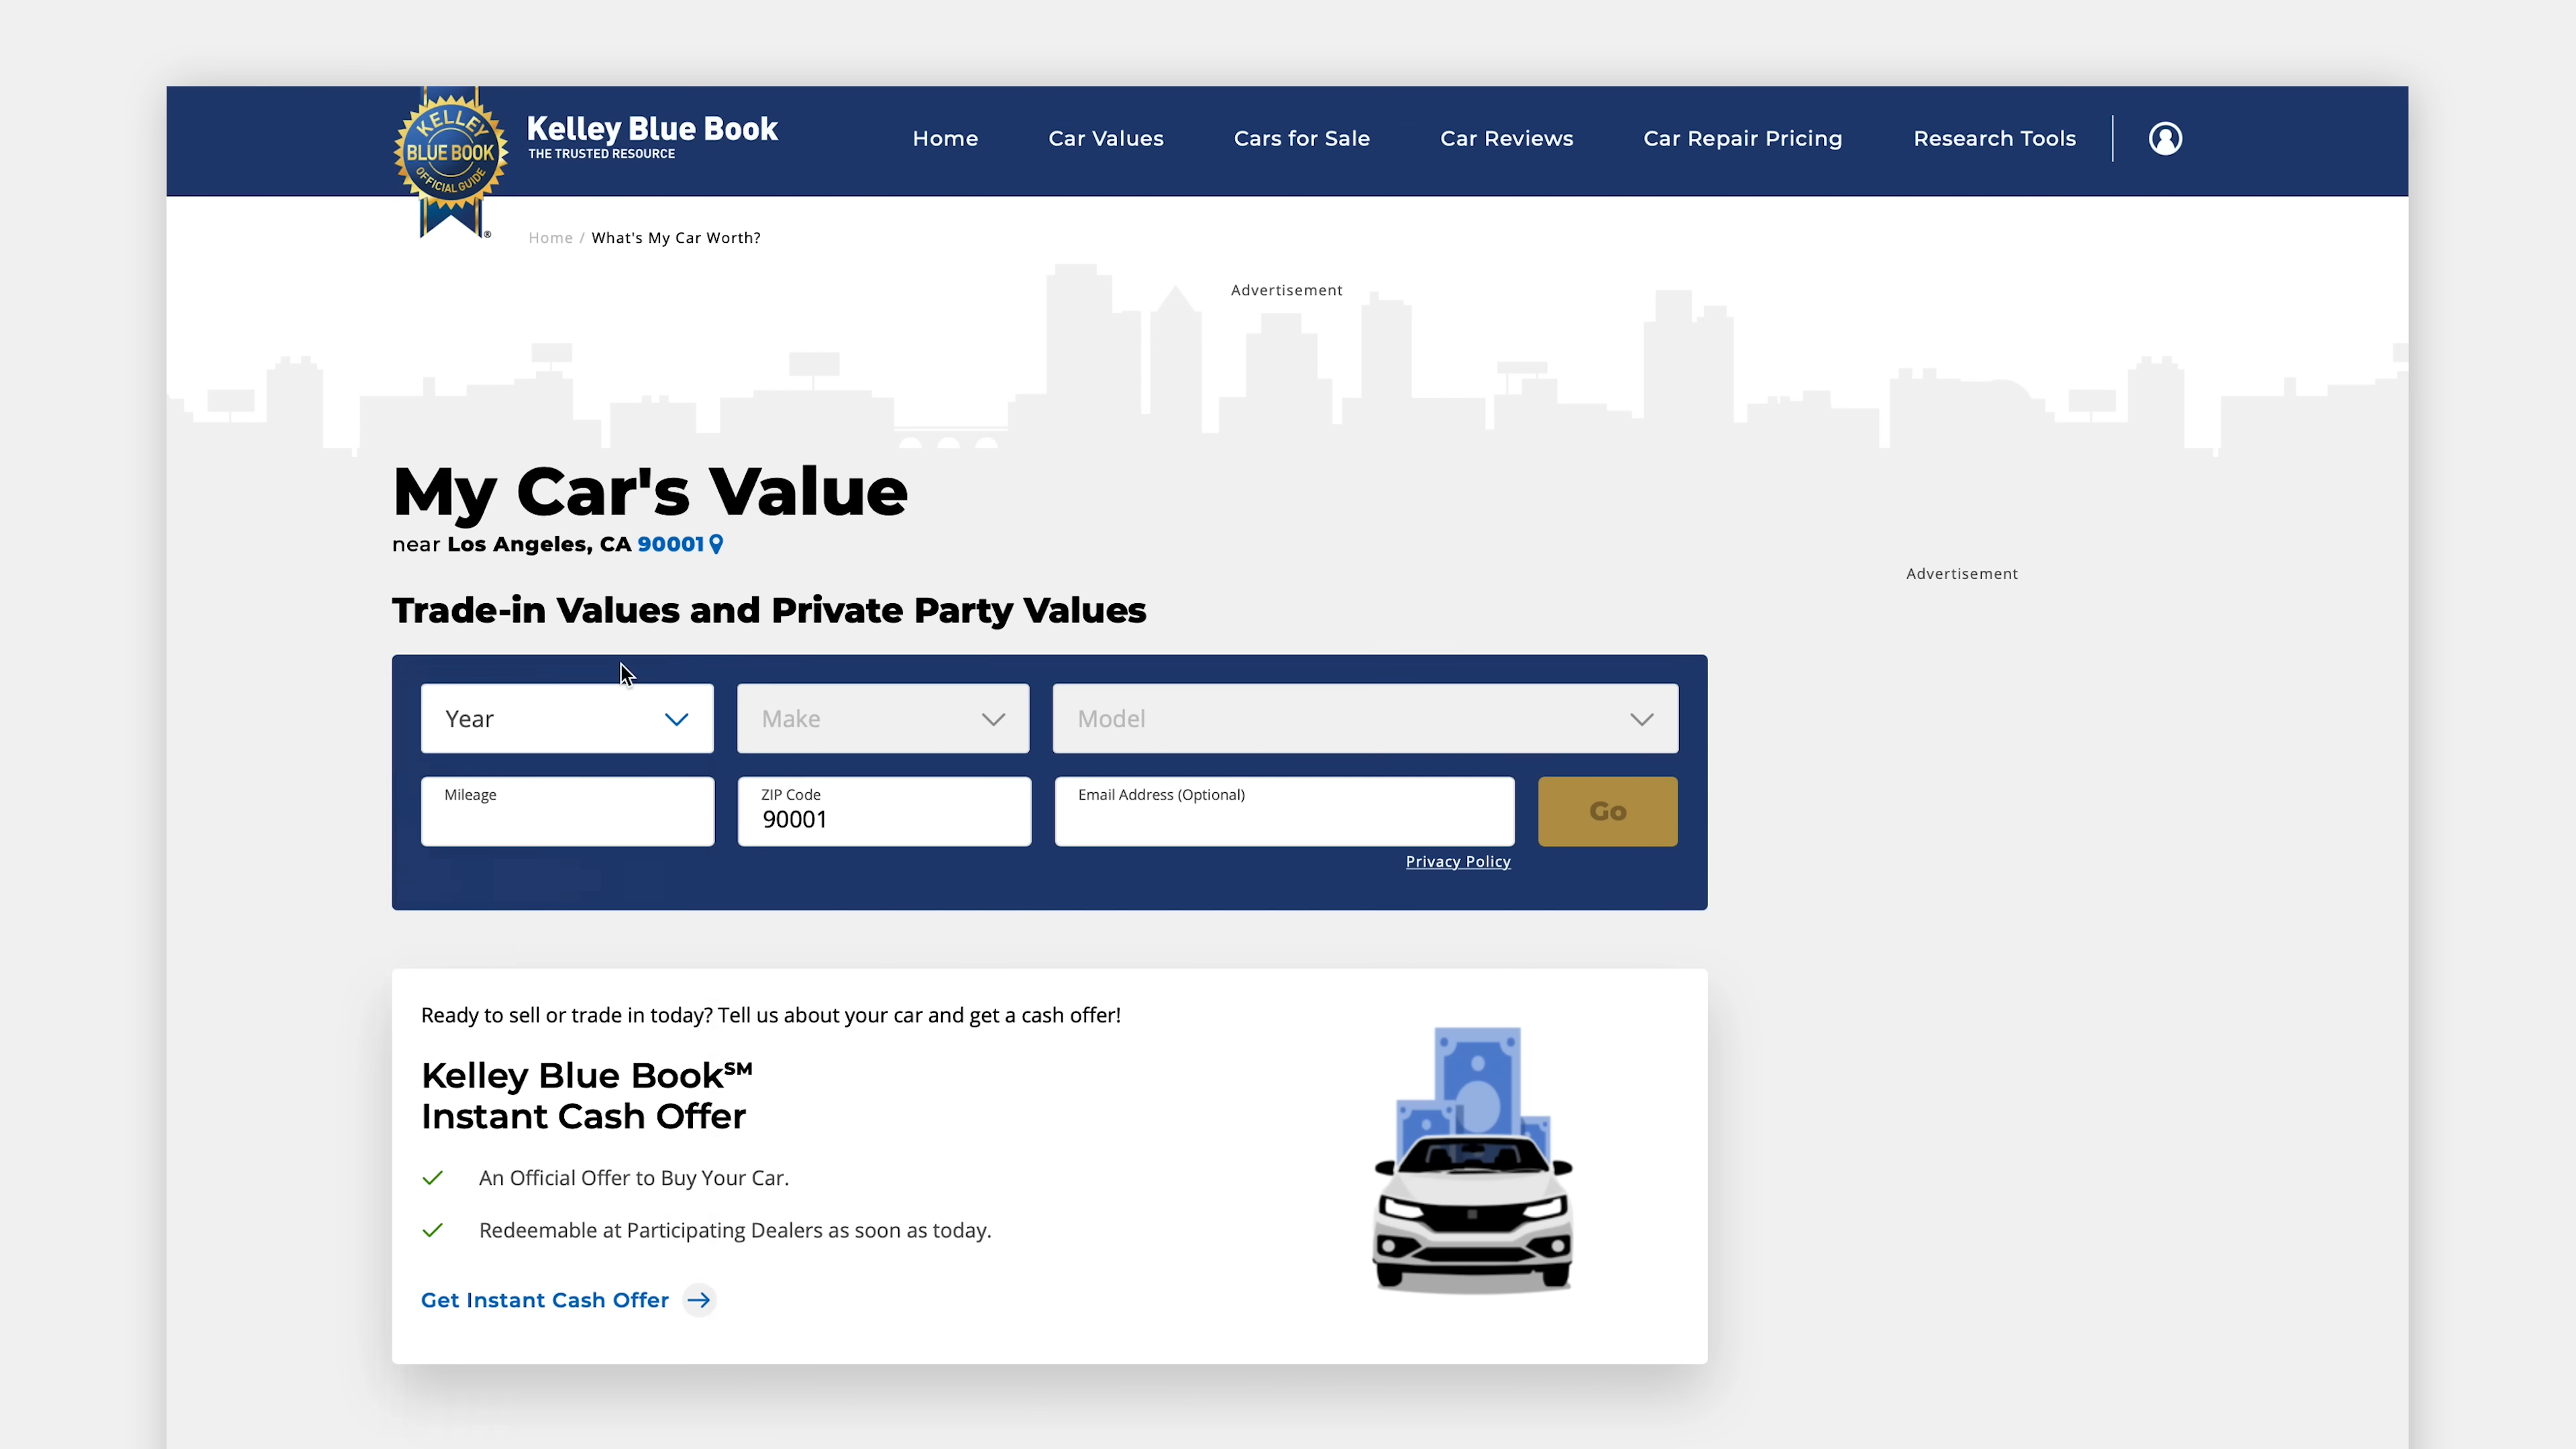 KELLEY
BLUE BOOK
OFFICIAL GUIDE
®
Kelley Blue Book
THE TRUSTED RESOURCE
Home
Car Values
Cars for Sale
Car Reviews
Car Repair Pricing
Research Tools
Home / What's My Car Worth?
Advertisement
My Car's Value
near Los Angeles, CA 90001
Advertisement
Trade-in Values and Private Party Values
Year
Make
Model
Mileage
ZIP Code
90001
Email Address (Optional)
Go
Privacy Policy
Ready to sell or trade in today? Tell us about your car and get a cash offer!
Kelley Blue Book℠
Instant Cash Offer
An Official Offer to Buy Your Car.
Redeemable at Participating Dealers as soon as today.
Get Instant Cash Offer